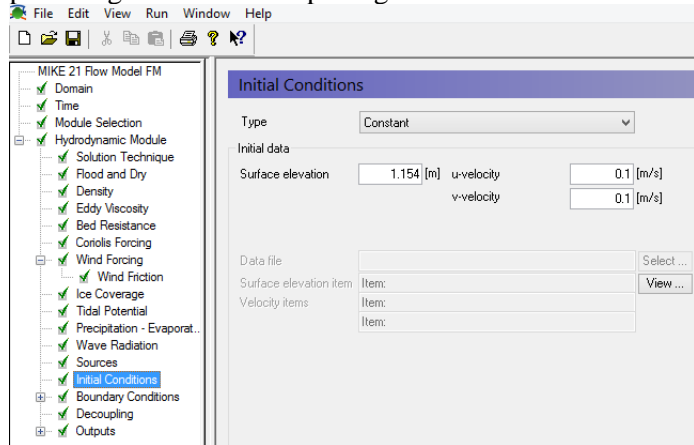 File Edit View Run Window Help
MIKE 21 Flow Model FM
Domain
Time
Module Selection
Hydrodynamic Module
Solution Technique
Flood and Dry
Density
Eddy Viscosity
Bed Resistance
Coriolis Forcing
Wind Forcing
Wind Friction
Ice Coverage
Tidal Potential
Precipitation - Evaporat..
Wave Radiation
Sources
Initial Conditions
Boundary Conditions
Decoupling
Outputs
Initial Conditions
Type Constant
Initial data
Surface elevation 1.154 [m] u-velocity 0.1 [m/s]
v-velocity 0.1 [m/s]
Data file Select ...
Surface elevation item Item: View ...
Velocity items Item:
Item: